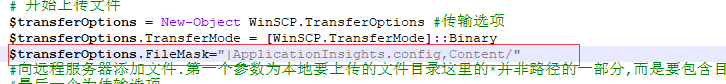 # 开始上传文件
$transferOptions = New-Object WinSCP.TransferOptions #传输选项
$transferOptions.TransferMode = [WinSCP.TransferMode]::Binary
$transferOptions.FileMask="|ApplicationInsights.config,Content/"
#向远程服务器添加文件.第一个参数为本地要上传的文件目录这里的*并非路径的一部分,而是要包含